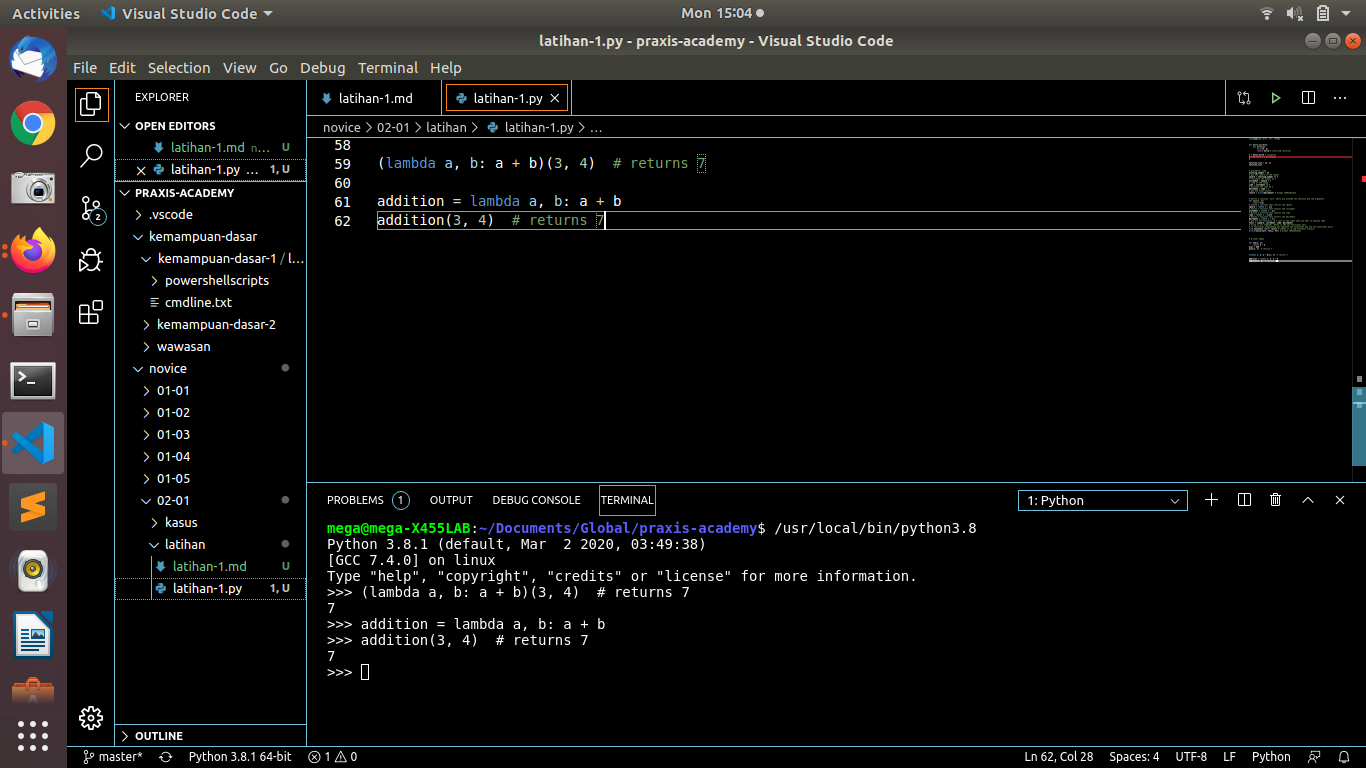 Activities Visual Studio Code Mon 15:04
latihan-1.py - praxis-academy - Visual Studio Code
File Edit Selection View Go Debug Terminal Help
EXPLORER
OPEN EDITORS
latihan-1.md n... U
latihan-1.py ... 1, U
PRAXIS-ACADEMY
.vscode
kemampuan-dasar
kemampuan-dasar-1 / l...
powershellscripts
cmdline.txt
kemampuan-dasar-2
wawasan
novice
01-01
01-02
01-03
01-04
01-05
02-01
kasus
latihan
latihan-1.md U
latihan-1.py 1, U
OUTLINE
2
latihan-1.md latihan-1.py
novice > 02-01 > latihan > latihan-1.py > ...
58
59 (lambda a, b: a + b)(3, 4)  # returns 7
60
61 addition = lambda a, b: a + b
62 addition(3, 4)  # returns 7
PROBLEMS 1 OUTPUT DEBUG CONSOLE TERMINAL 1: Python
mega@mega-X455LAB:~/Documents/Global/praxis-academy$ /usr/local/bin/python3.8
Python 3.8.1 (default, Mar  2 2020, 03:49:38)
[GCC 7.4.0] on linux
Type "help", "copyright", "credits" or "license" for more information.
>>> (lambda a, b: a + b)(3, 4)  # returns 7
7
>>> addition = lambda a, b: a + b
>>> addition(3, 4)  # returns 7
7
>>>
master* Python 3.8.1 64-bit 1 0 Ln 62, Col 28 Spaces: 4 UTF-8 LF Python